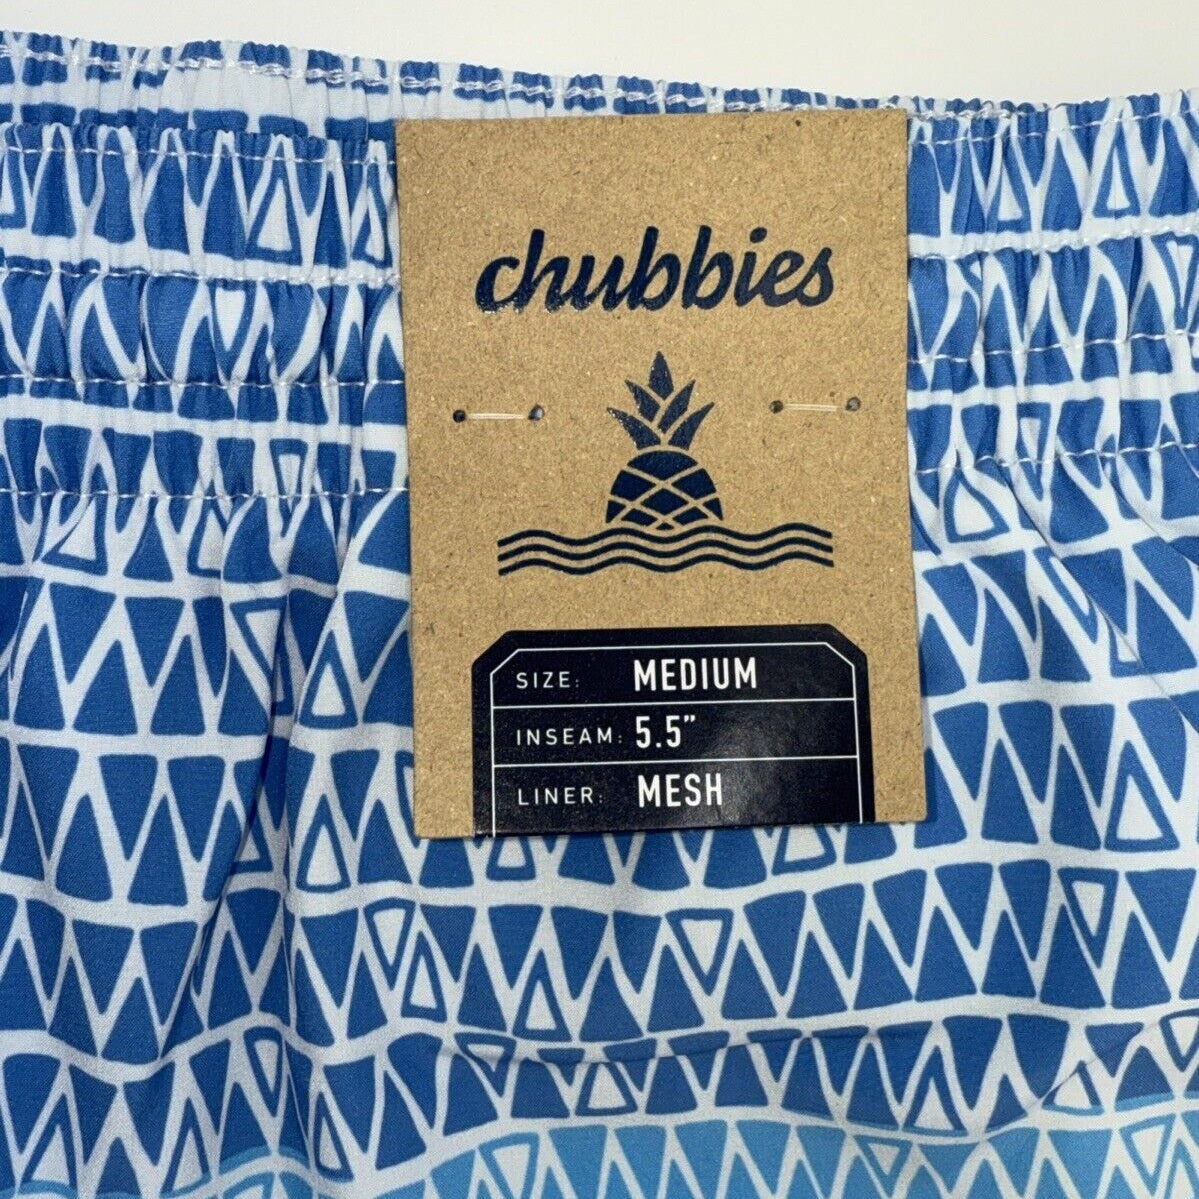 chubbies
SIZE: MEDIUM
INSEAM: 5.5"
LINER: MESH